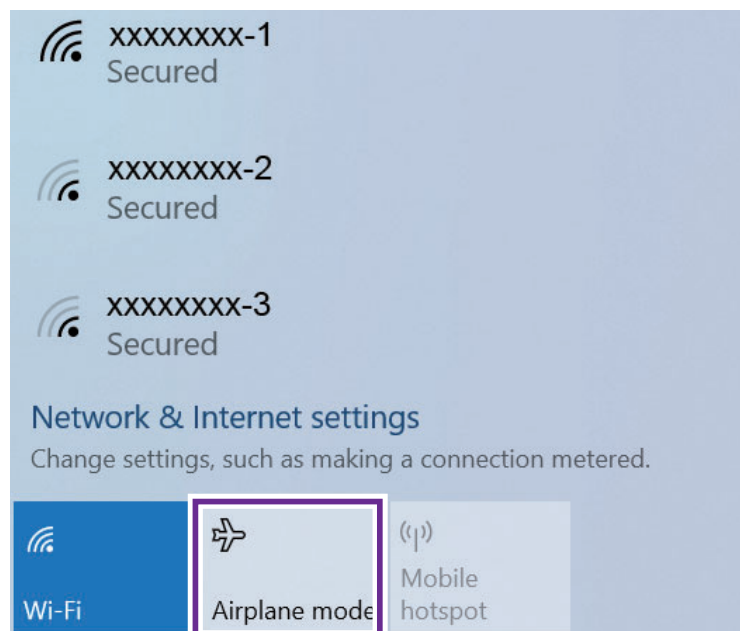 xxxxxxxx-1
Secured
xxxxxxxx-2
Secured
xxxxxxxx-3
Secured
Network & Internet settings
Change settings, such as making a connection metered.
Wi-Fi
Airplane mode
Mobile
hotspot